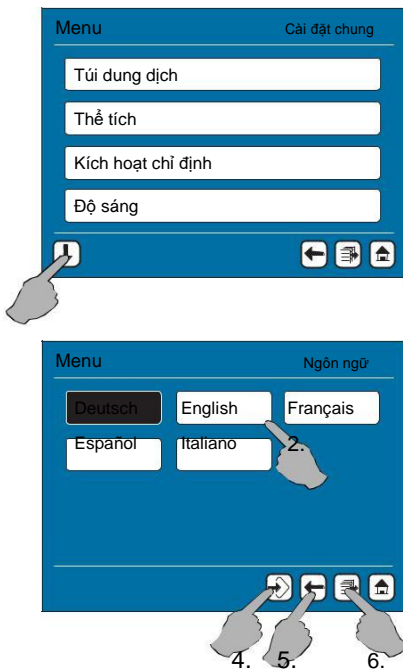 Menu Cài đặt chung
Túi dung dịch
Thể tích
Kích hoạt chỉ định
Độ sáng
Menu Ngôn ngữ
Deutsch English Français
Español Italiano 2.
4. 5. 6.